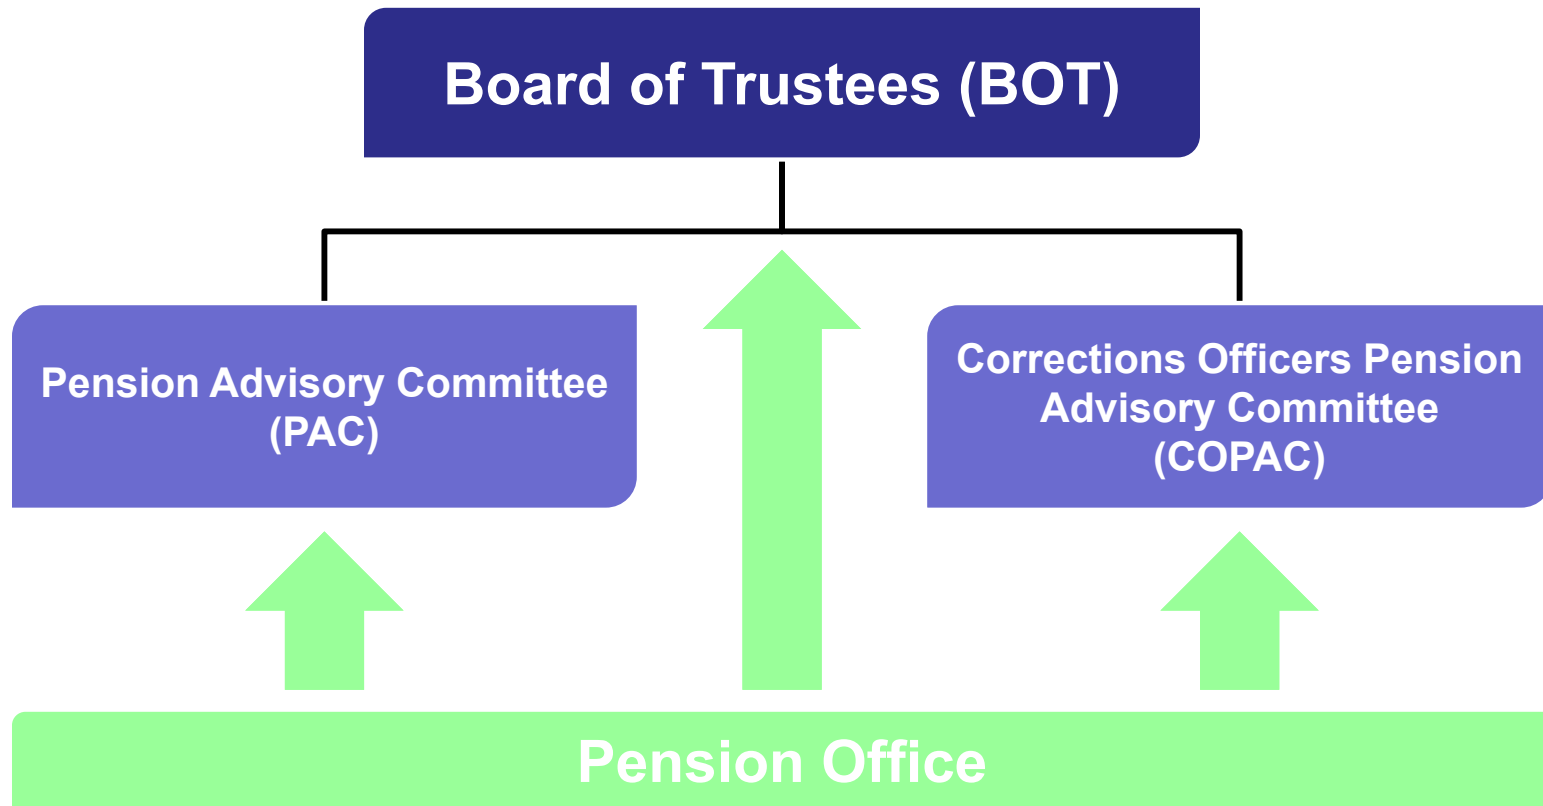 Board of Trustees (BOT)
Pension Advisory Committee
(PAC)
Corrections Officers Pension
Advisory Committee
(COPAC)
Pension Office